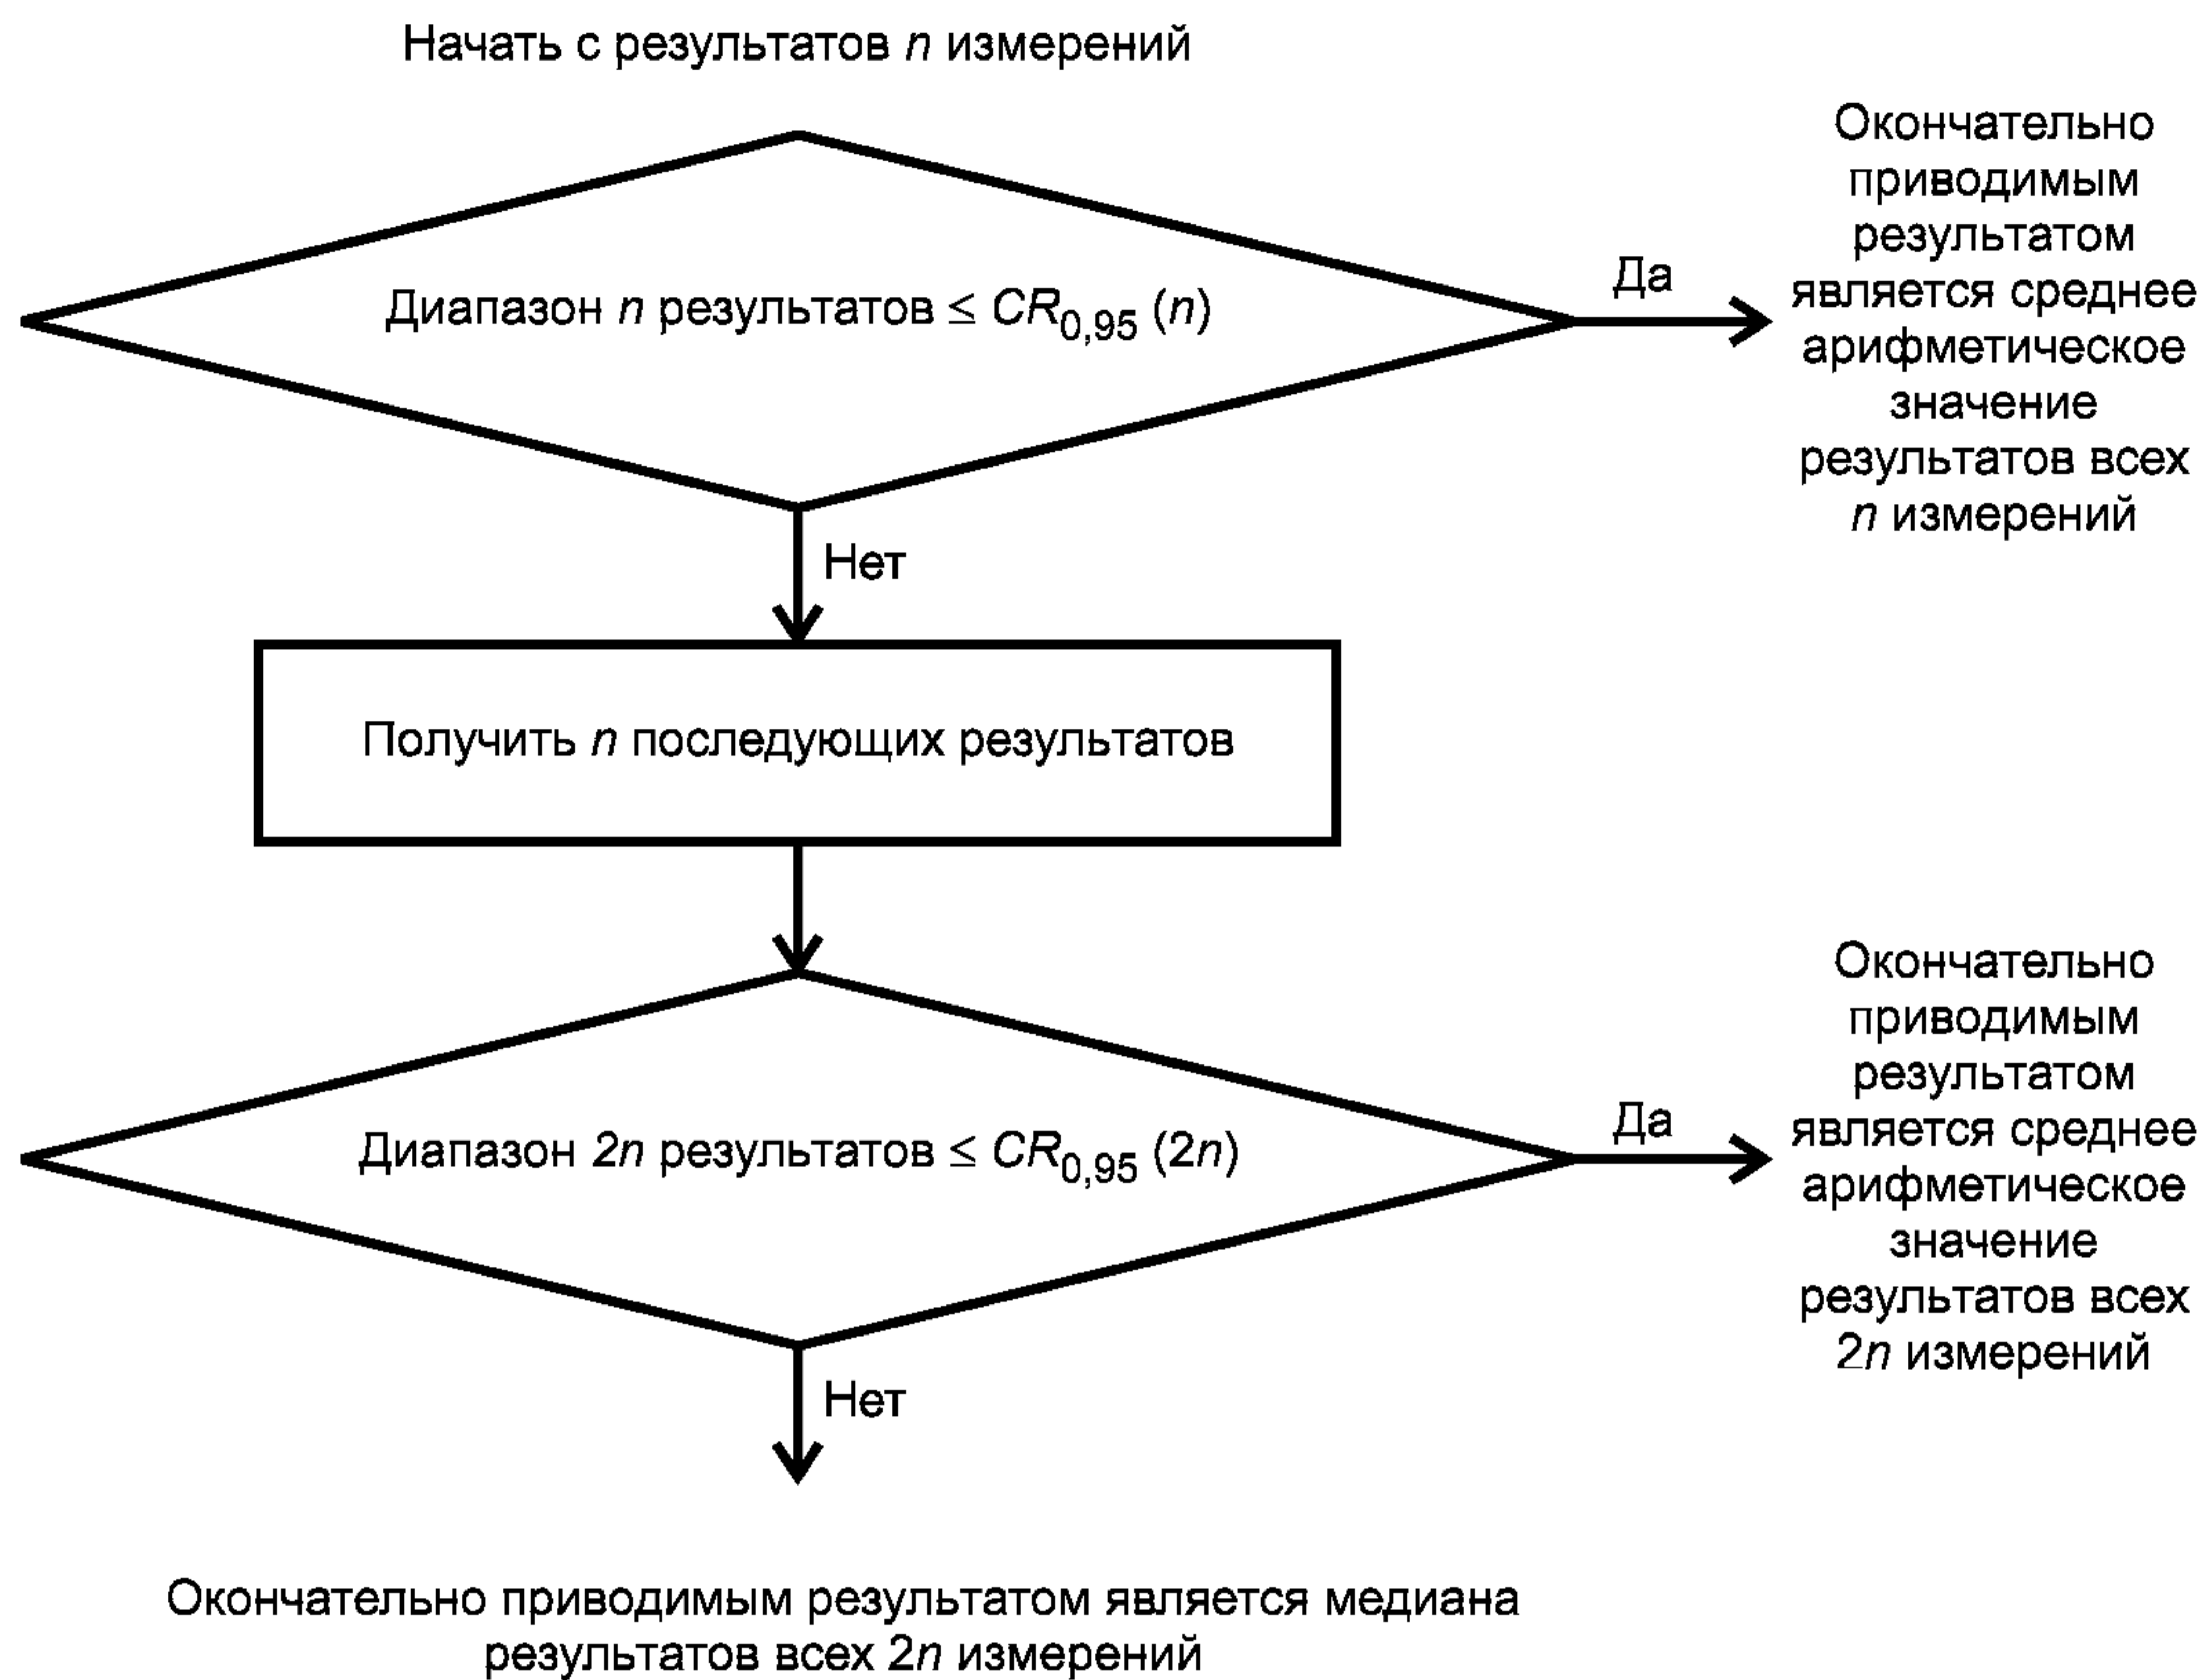 Начать с результатов n измерений
Диапазон n результатов ≤ CR0,95 (n)
Да
Окончательно
приводимым
результатом
является среднее
арифметическое
значение
результатов всех
n измерений
Нет
Получить n последующих результатов
Диапазон 2n результатов ≤ CR0,95 (2n)
Да
Окончательно
приводимым
результатом
является среднее
арифметическое
значение
результатов всех
2n измерений
Нет
Окончательно приводимым результатом является медиана
результатов всех 2n измерений